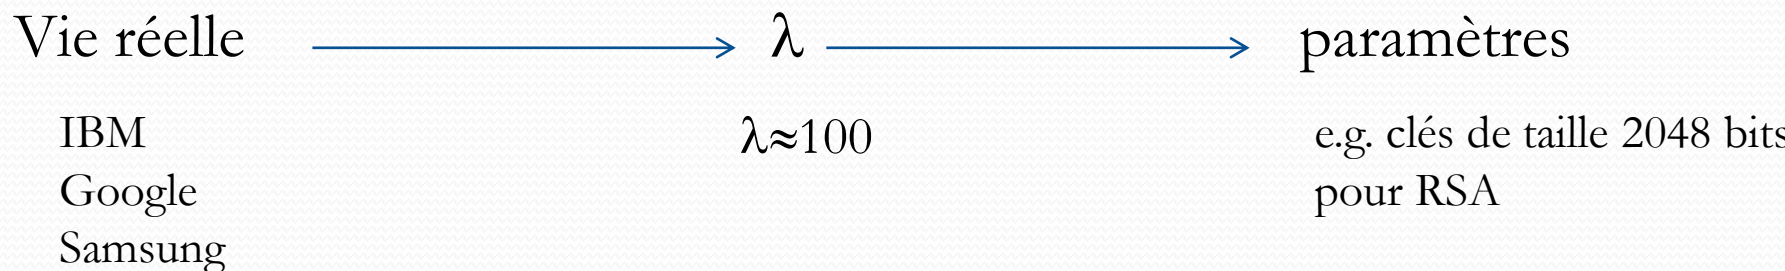 Vie réelle λ paramètres
IBM λ≈100 e.g. clés de taille 2048 bits
Google pour RSA
Samsung